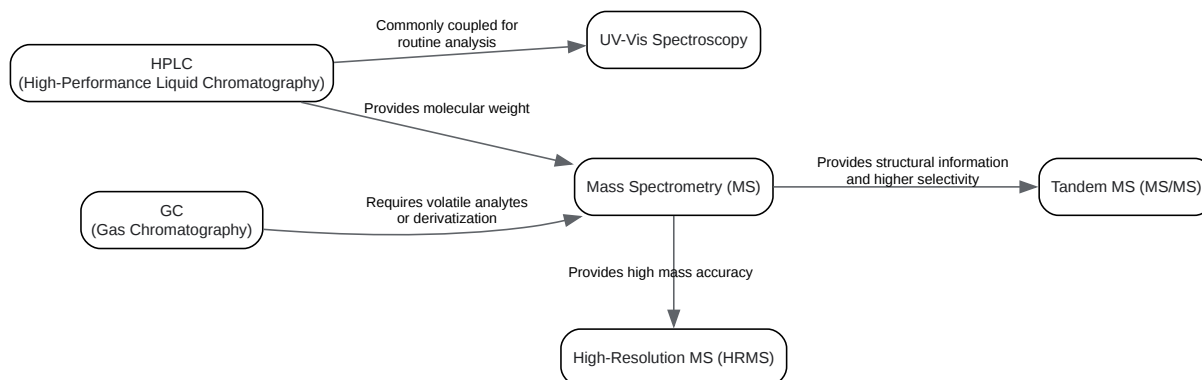 Commonly coupled for
routine analysis
UV-Vis Spectroscopy
HPLC
(High-Performance Liquid Chromatography)
Provides molecular weight
Mass Spectrometry (MS)
Provides structural information
and higher selectivity
Tandem MS (MS/MS)
GC
(Gas Chromatography)
Requires volatile analytes
or derivatization
Provides high mass accuracy
High-Resolution MS (HRMS)